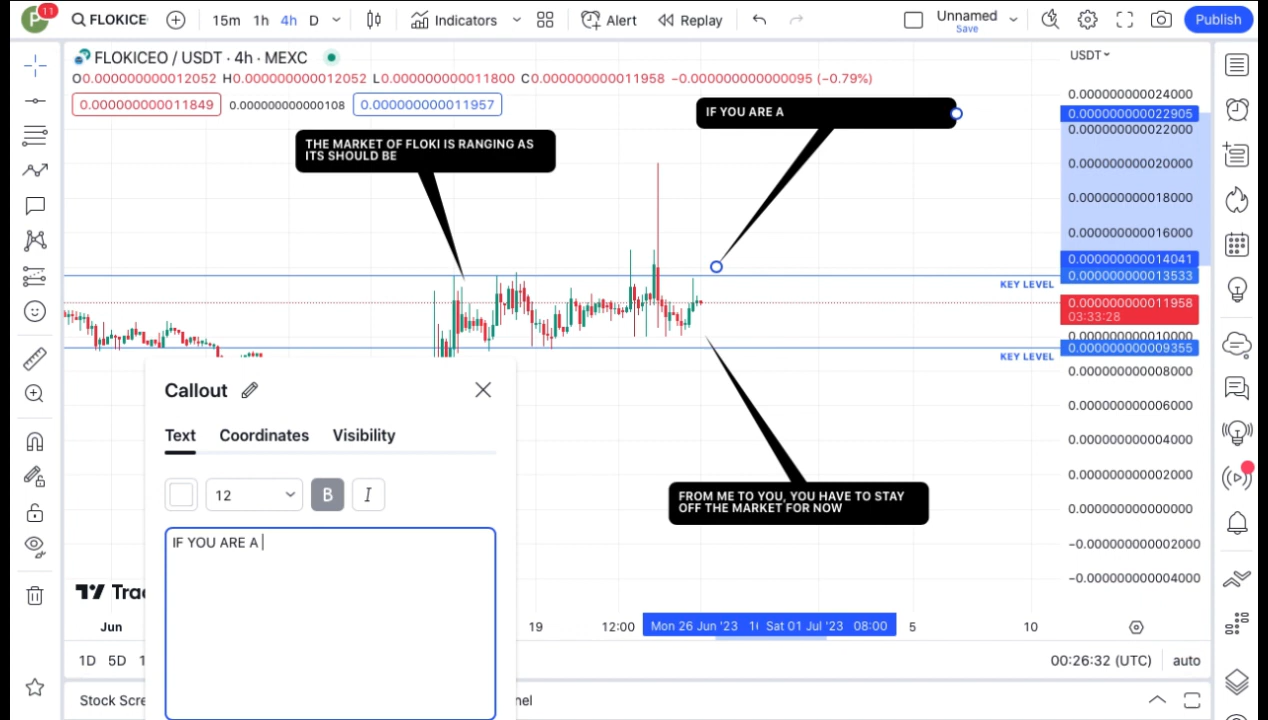 P 11 FLOKICE 15m 1h 4h D Indicators Alert Replay Unnamed Save Publish
FLOKICEO / USDT · 4h · MEXC
O0.000000000012052 H0.000000000012052 L0.000000000011800 C0.000000000011958 −0.000000000000095 (−0.79%)
0.000000000011849 0.000000000000108 0.000000000011957
USDT
THE MARKET OF FLOKI IS RANGING AS
ITS SHOULD BE
IF YOU ARE A
0.000000000024000
0.000000000022905
0.000000000022000
0.000000000020000
0.000000000018000
0.000000000016000
0.000000000014041
0.000000000013533
KEY LEVEL
0.000000000011958
03:33:28
0.000000000010000
0.000000000009355
KEY LEVEL
0.000000000008000
0.000000000006000
0.000000000004000
0.000000000002000
0.000000000000000
−0.000000000002000
−0.000000000004000
FROM ME TO YOU, YOU HAVE TO STAY
OFF THE MARKET FOR NOW
Callout
Text Coordinates Visibility
12 B I
IF YOU ARE A
Trac
Jun 19 12:00 Mon 26 Jun '23 Sat 01 Jul '23 08:00 5 10
1D 5D 1 00:26:32 (UTC) auto
Stock Scre nel